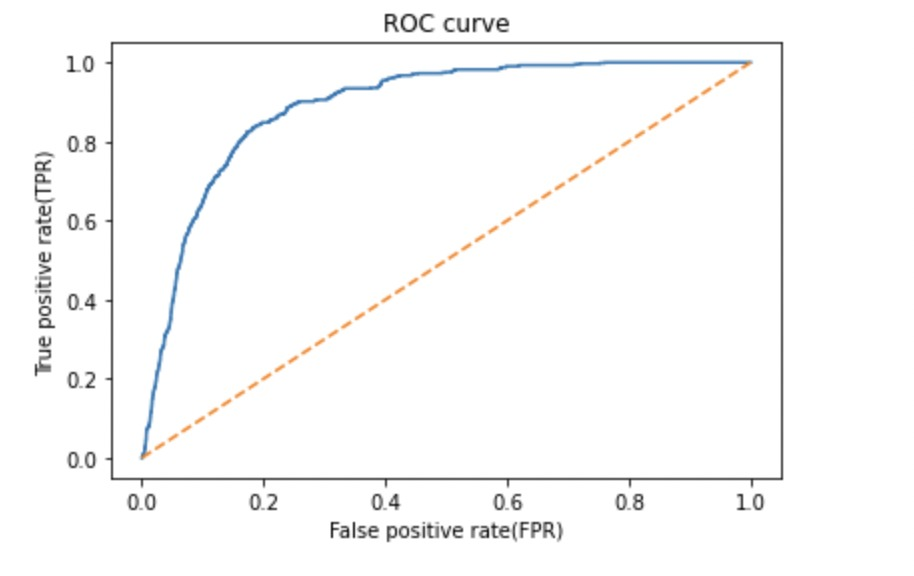 ROC curve
1.0
0.8
0.6
0.4
0.2
0.0
True positive rate(TPR)
0.0 0.2 0.4 0.6 0.8 1.0
False positive rate(FPR)